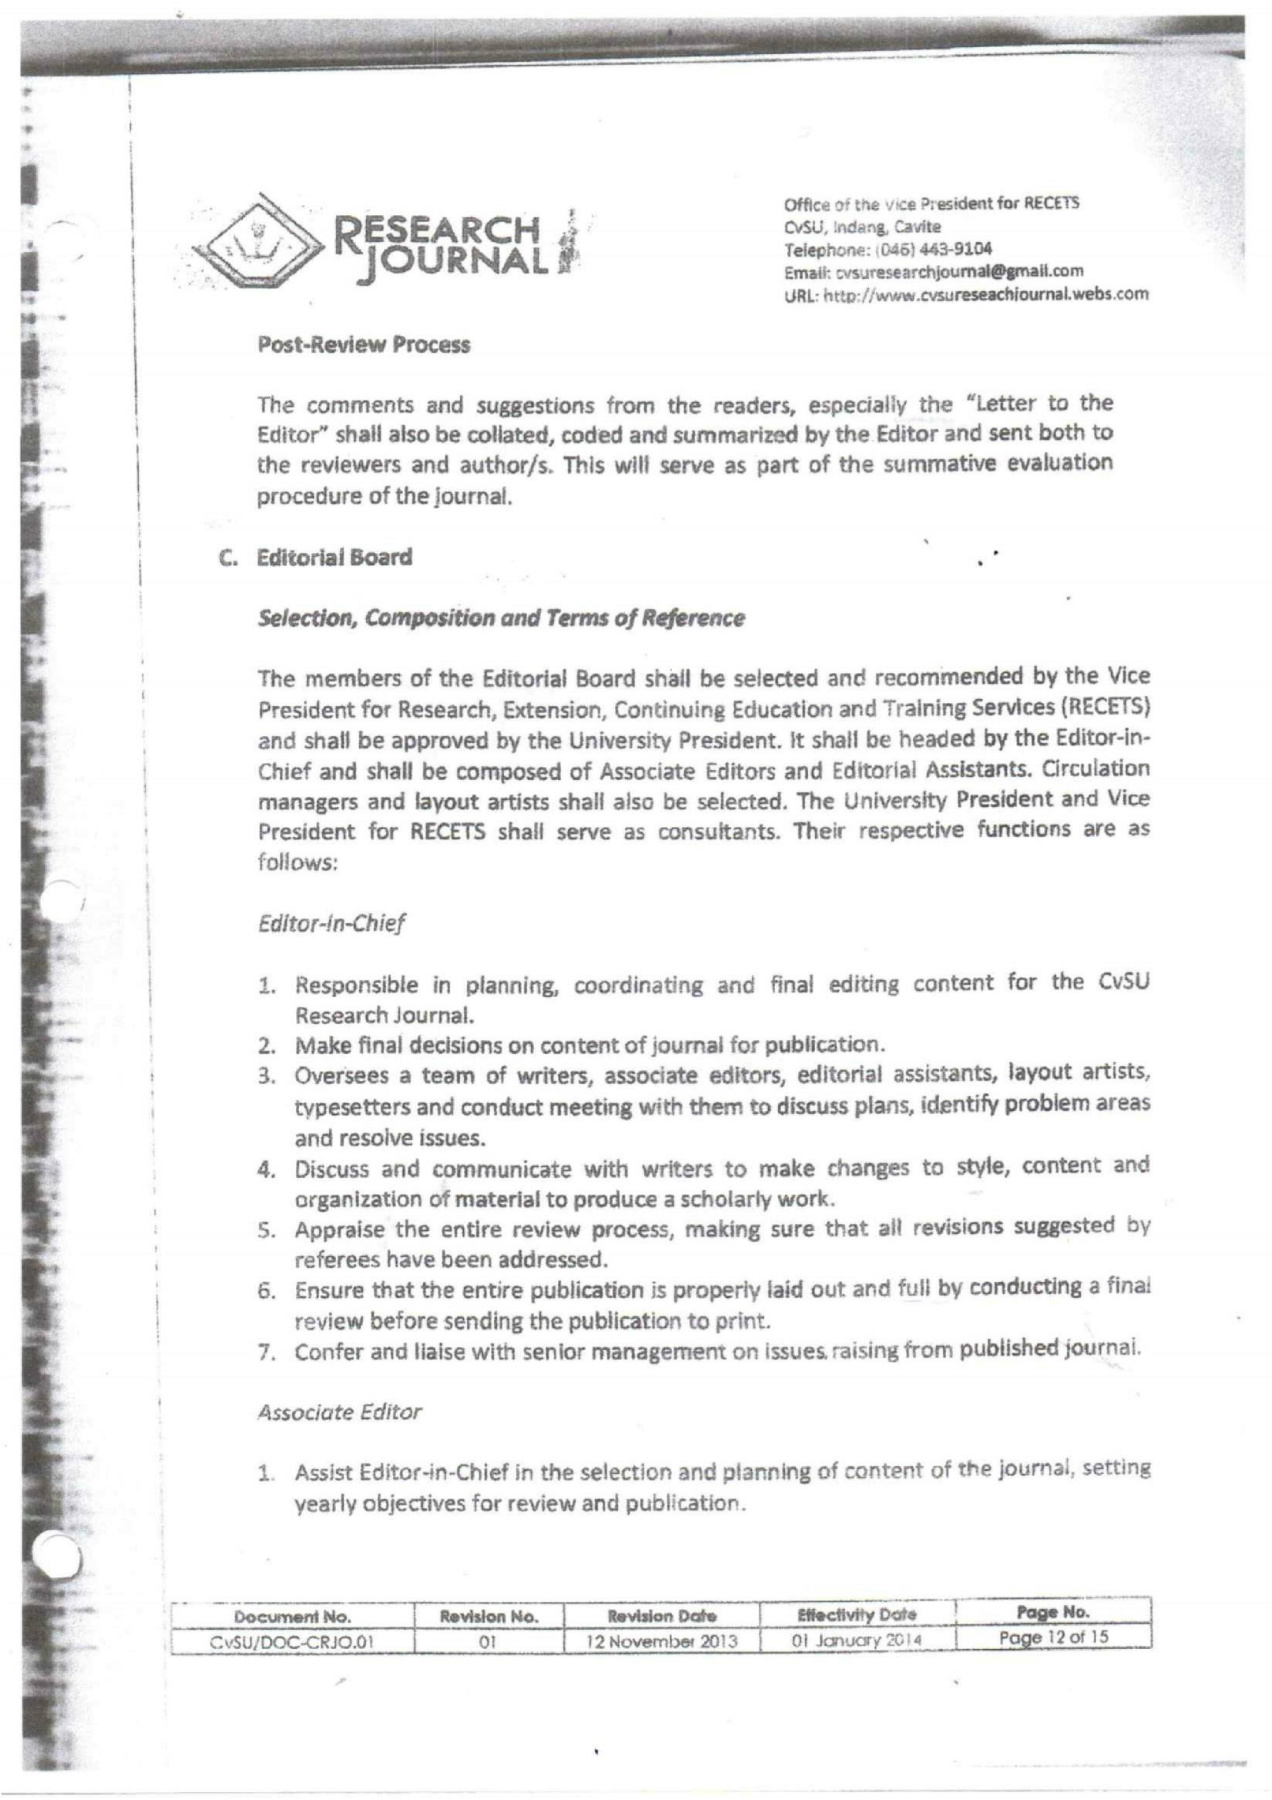 RESEARCH
JOURNAL
Office of the Vice President for RECETS
CvSU, Indang, Cavite
Telephone: (046) 443-9104
Email: cvsuresearchjournal@gmail.com
URL: http://www.cvsureseachjournal.webs.com
Post-Review Process
The comments and suggestions from the readers, especially the “Letter to the
Editor” shall also be collated, coded and summarized by the Editor and sent both to
the reviewers and author/s. This will serve as part of the summative evaluation
procedure of the journal.
C. Editorial Board
Selection, Composition and Terms of Reference
The members of the Editorial Board shall be selected and recommended by the Vice
President for Research, Extension, Continuing Education and Training Services (RECETS)
and shall be approved by the University President. It shall be headed by the Editor-in-
Chief and shall be composed of Associate Editors and Editorial Assistants. Circulation
managers and layout artists shall also be selected. The University President and Vice
President for RECETS shall serve as consultants. Their respective functions are as
follows:
Editor-in-Chief
1. Responsible in planning, coordinating and final editing content for the CvSU
Research Journal.
2. Make final decisions on content of journal for publication.
3. Oversees a team of writers, associate editors, editorial assistants, layout artists,
typesetters and conduct meeting with them to discuss plans, identify problem areas
and resolve issues.
4. Discuss and communicate with writers to make changes to style, content and
organization of material to produce a scholarly work.
5. Appraise the entire review process, making sure that all revisions suggested by
referees have been addressed.
6. Ensure that the entire publication is properly laid out and full by conducting a final
review before sending the publication to print.
7. Confer and liaise with senior management on issues raising from published journal.
Associate Editor
1. Assist Editor-in-Chief in the selection and planning of content of the journal, setting
yearly objectives for review and publication.
Document No. Revision No. Revision Date Effectivity Date Page No.
CvSU/DOC-CRJO.01 01 12 November 2013 01 January 2014 Page 12 of 15